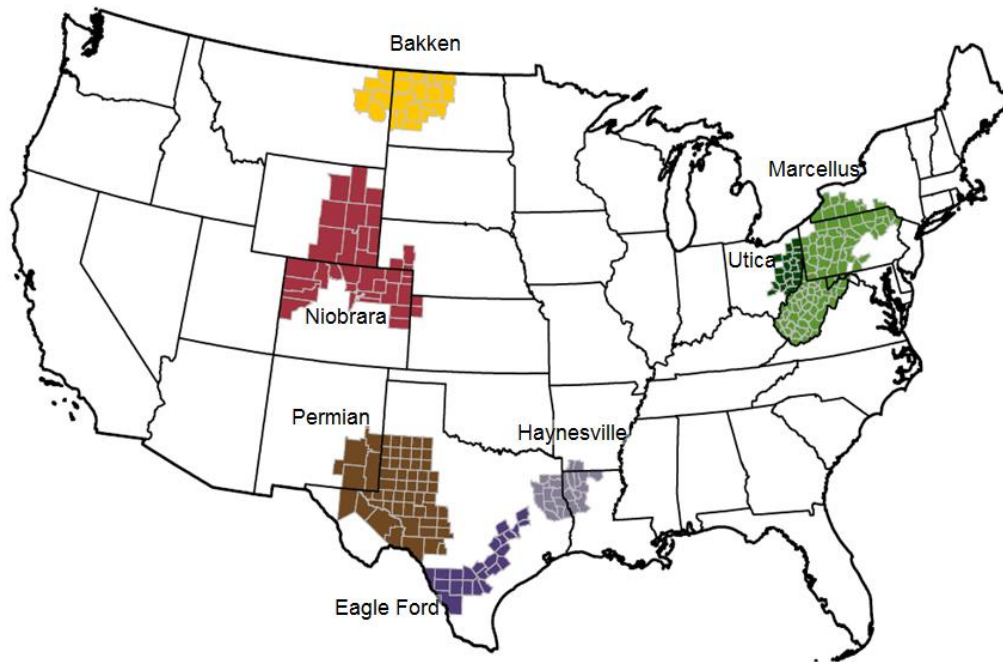 Bakken
Marcellus
Utica
Niobrara
Permian
Haynesville
Eagle Ford